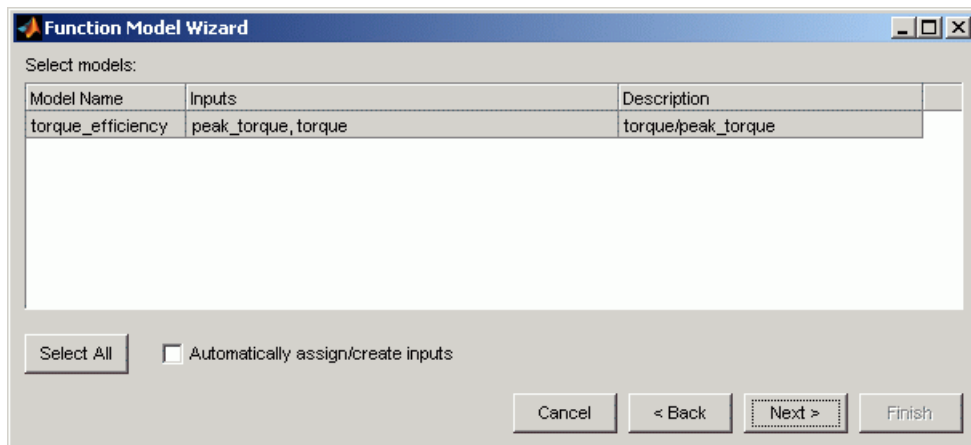 Function Model Wizard
Select models:
Model Name Inputs Description
torque_efficiency peak_torque, torque torque/peak_torque
Select All Automatically assign/create inputs
Cancel < Back Next > Finish